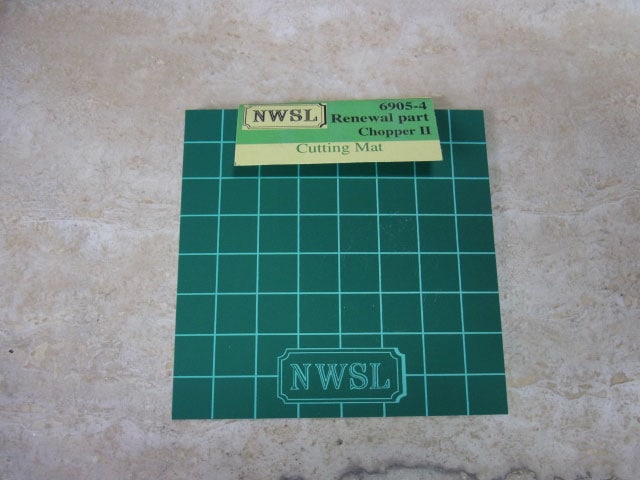 NWSL
6905-4
Renewal part
Chopper II
Cutting Mat
NWSL